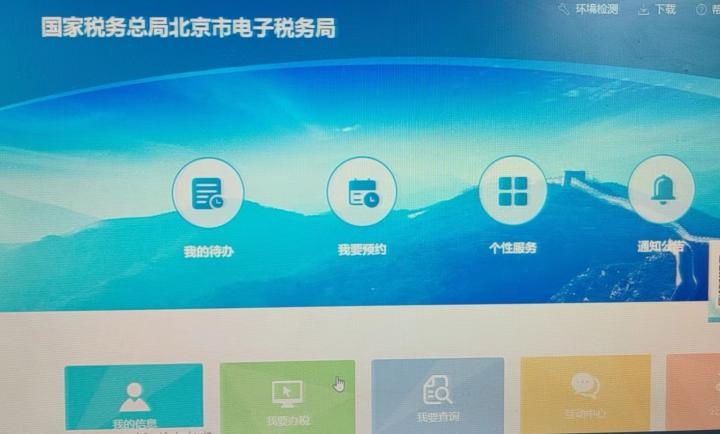 国家税务总局北京市电子税务局
环境检测
下载
帮
我的待办
我要预约
个性服务
通知公告
我的信息
我要办税
我要查询
互动中心